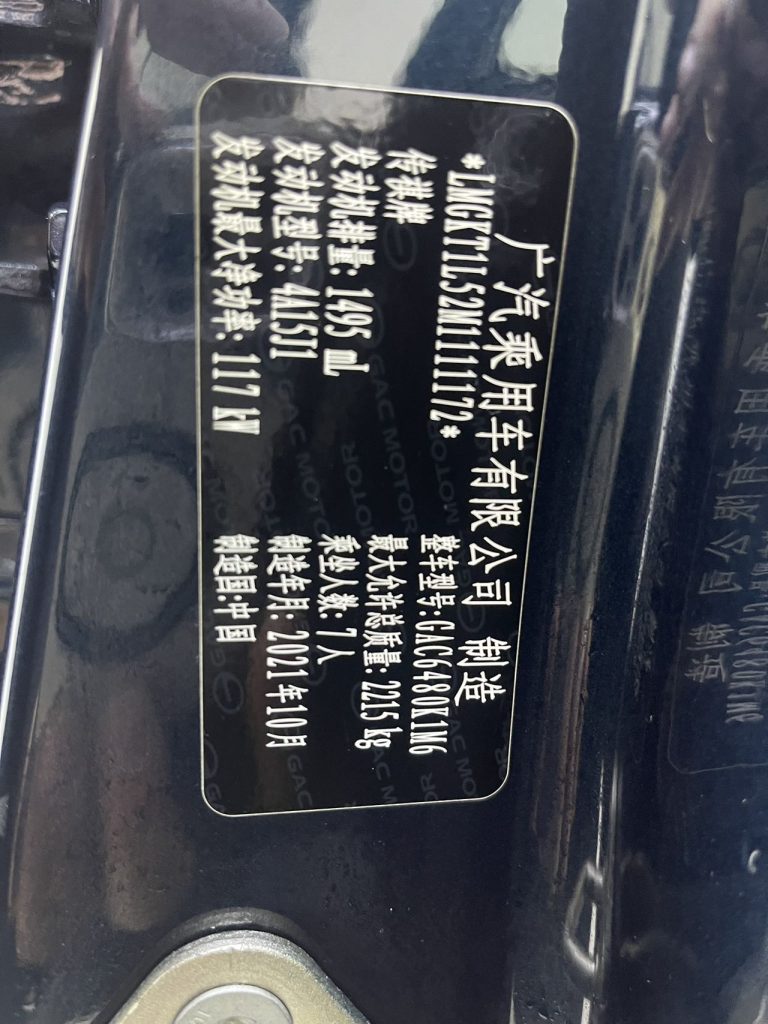 广汽乘用车有限公司 制造
*LMGKT1L52M1111172*
传祺牌 整车型号:GAC6480K1M6
发动机排量: 1495 mL 最大允许总质量: 2215 kg
发动机型号: 4A15J1 乘坐人数: 7人
发动机最大净功率: 117 kW 制造年月: 2021年10月
制造国:中国
GAC MOTOR